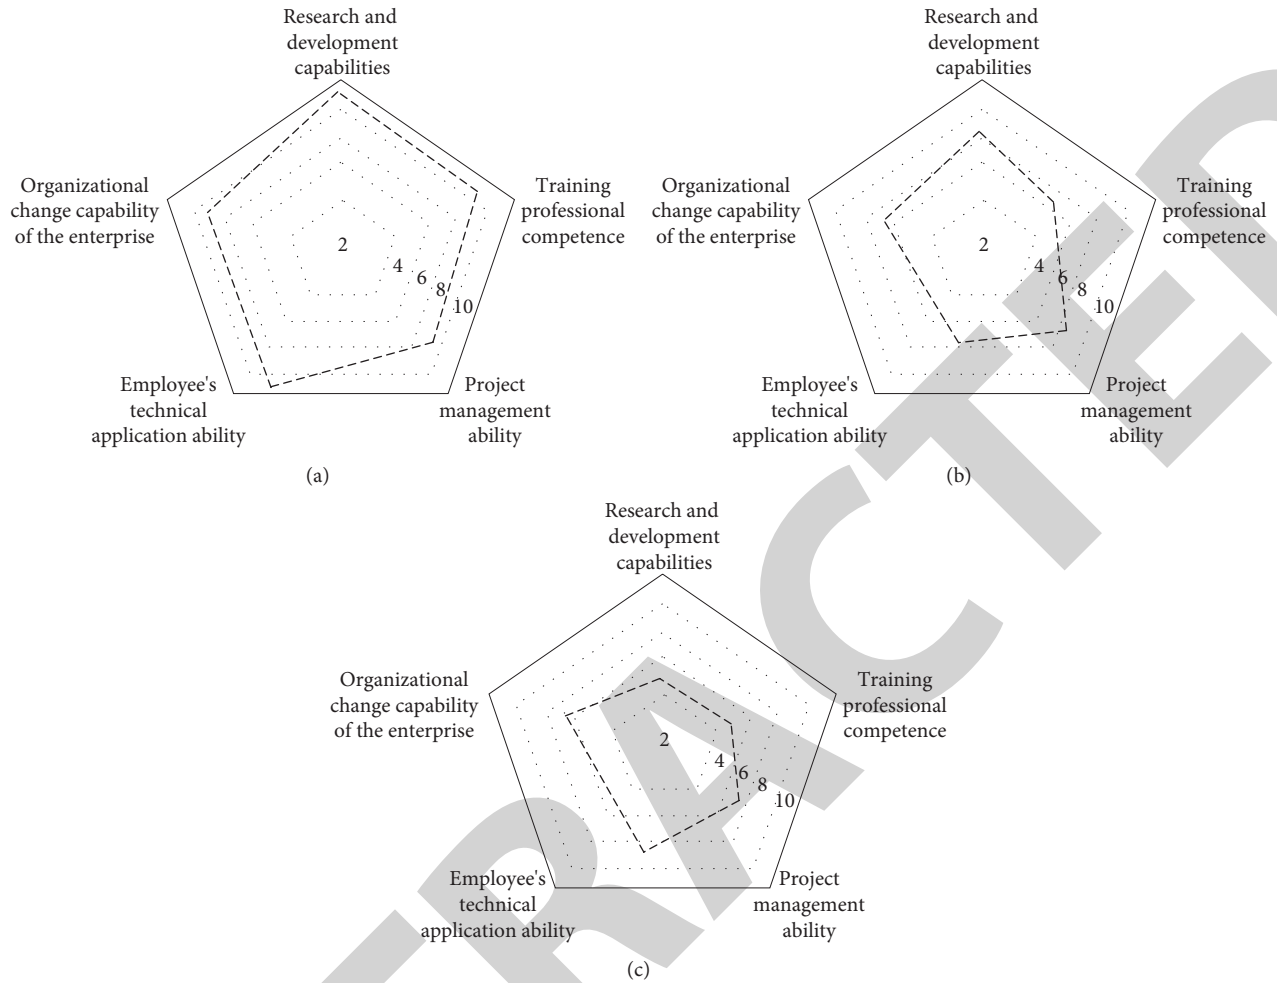 Research and
development
capabilities
Organizational
change capability
of the enterprise
Training
professional
competence
2
4
6
8
10
Employee's
technical
application ability
Project
management
ability
(a)
Research and
development
capabilities
Organizational
change capability
of the enterprise
Training
professional
competence
2
4
6
8
10
Employee's
technical
application ability
Project
management
ability
(b)
Research and
development
capabilities
Organizational
change capability
of the enterprise
Training
professional
competence
2
4
6
8
10
Employee's
technical
application ability
Project
management
ability
(c)
RACTED